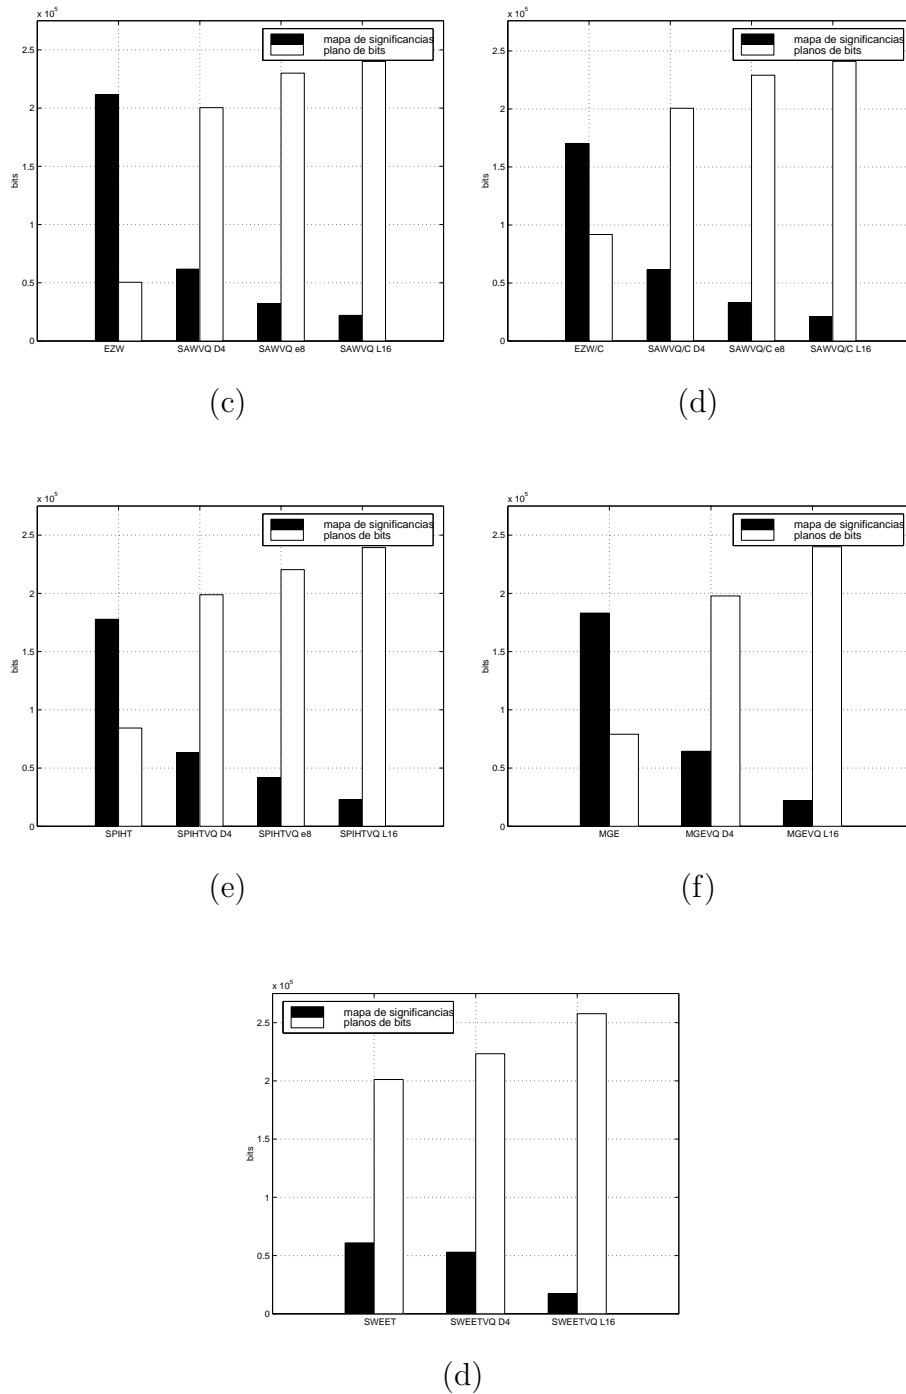 x 10^5
mapa de significancias
plano de bits
2.5
2
1.5
1
0.5
0
bits
EZW SAWVQ D4 SAWVQ e8 SAWVQ L16
(c)
x 10^5
mapa de significancias
planos de bits
2.5
2
1.5
1
0.5
0
bits
EZW/C SAWVQ/C D4 SAWVQ/C e8 SAWVQ/C L16
(d)
x 10^5
mapa de significancias
planos de bits
2.5
2
1.5
1
0.5
0
bits
SPIHT SPIHTVQ D4 SPIHTVQ e8 SPIHTVQ L16
(e)
x 10^5
mapa de significancias
planos de bits
2.5
2
1.5
1
0.5
0
bits
MGE MGEVQ D4 MGEVQ L16
(f)
x 10^5
mapa de significancias
planos de bits
2.5
2
1.5
1
0.5
0
bits
SWEET SWEETVQ D4 SWEETVQ L16
(d)